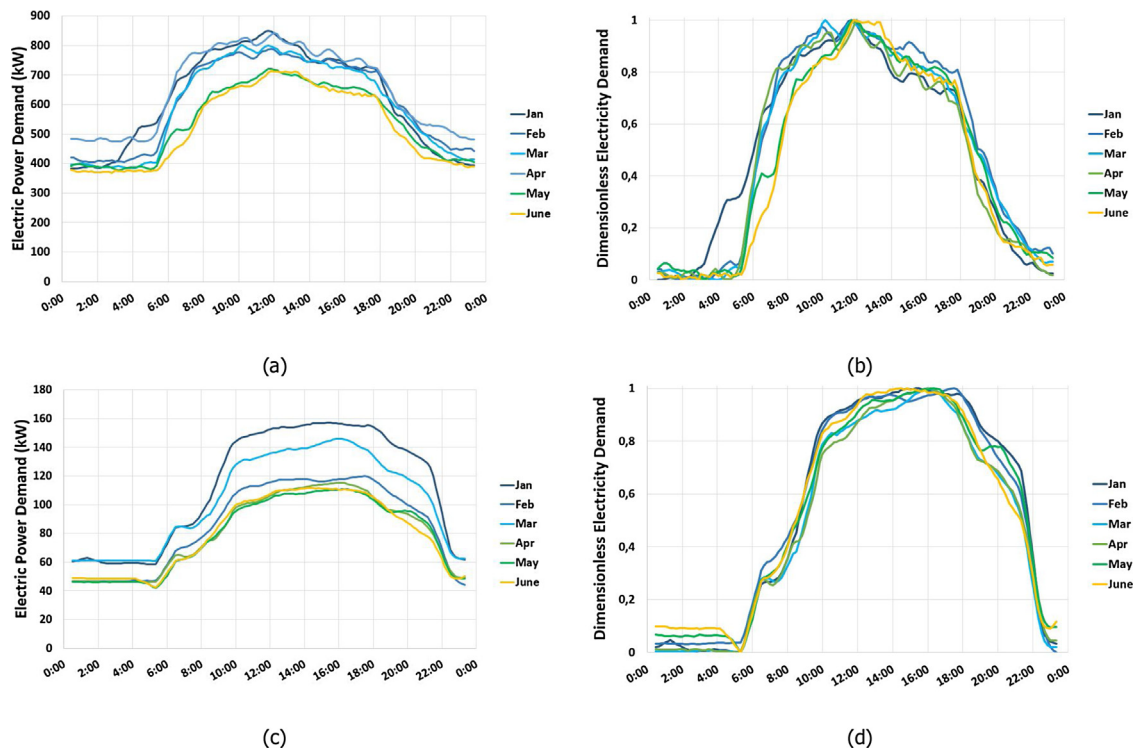 Electric Power Demand (kW)
900
800
700
600
500
400
300
200
100
0
0:00 2:00 4:00 6:00 8:00 10:00 12:00 14:00 16:00 18:00 20:00 22:00 0:00
Jan
Feb
Mar
Apr
May
June
(a)
Dimensionless Electricity Demand
1
0,8
0,6
0,4
0,2
0
0:00 2:00 4:00 6:00 8:00 10:00 12:00 14:00 16:00 18:00 20:00 22:00 0:00
Jan
Feb
Mar
Apr
May
June
(b)
Electric Power Demand (kW)
180
160
140
120
100
80
60
40
20
0
0:00 2:00 4:00 6:00 8:00 10:00 12:00 14:00 16:00 18:00 20:00 22:00 0:00
Jan
Feb
Mar
Apr
May
June
(c)
Dimensionless Electricity Demand
1
0,8
0,6
0,4
0,2
0
0:00 2:00 4:00 6:00 8:00 10:00 12:00 14:00 16:00 18:00 20:00 22:00 0:00
Jan
Feb
Mar
Apr
May
June
(d)